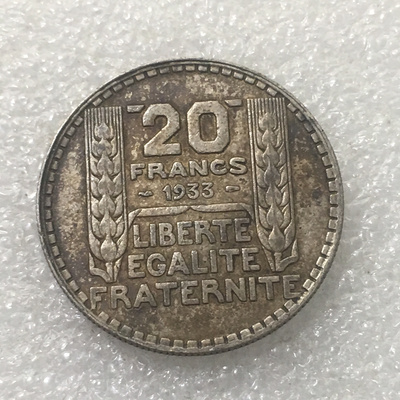 20
FRANCS
~ 1933 ~
LIBERTE
EGALITE
FRATERNITE